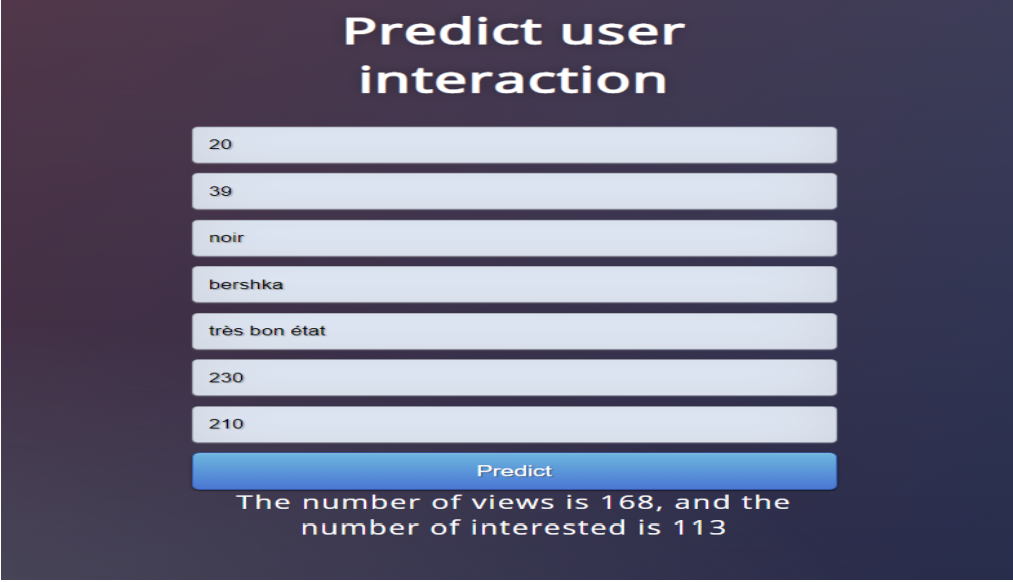 Predict user
interaction
20
39
noir
bershka
très bon état
230
210
Predict
The number of views is 168, and the
number of interested is 113